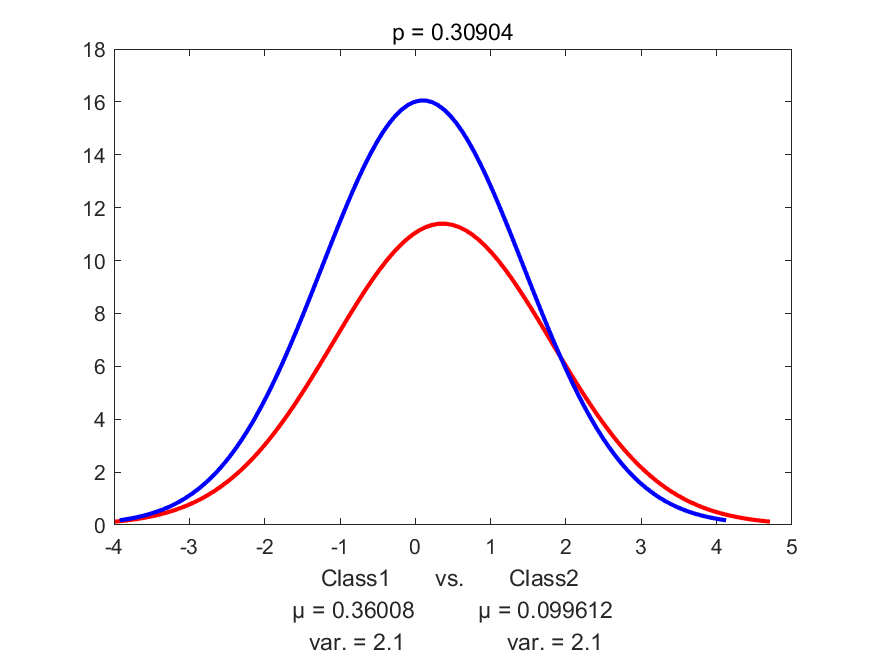 p = 0.30904
18
16
14
12
10
8
6
4
2
0
-4 -3 -2 -1 0 1 2 3 4 5
Class1 vs. Class2
μ = 0.36008 μ = 0.099612
var. = 2.1 var. = 2.1